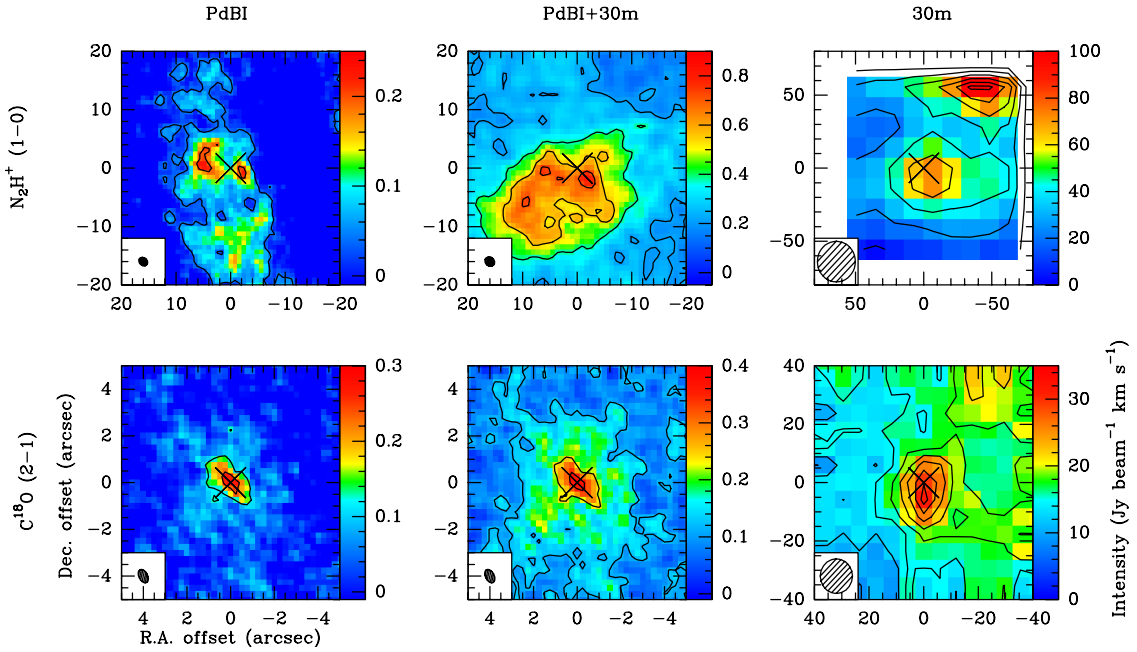 PdBI PdBI+30m 30m
N₂H⁺ (1−0)
20 10 0 −10 −20
20 10 0 −10 −20
0.2 0.1 0
20 10 0 −10 −20
20 10 0 −10 −20
0.8 0.6 0.4 0.2 0
50 0 −50
50 0 −50
100 80 60 40 20 0
C¹⁸O (2−1)
Dec. offset (arcsec)
4 2 0 −2 −4
4 2 0 −2 −4
R.A. offset (arcsec)
0.3 0.2 0.1 0
4 2 0 −2 −4
4 2 0 −2 −4
0.4 0.3 0.2 0.1 0
40 20 0 −20 −40
40 20 0 −20 −40
30 20 10 0
Intensity (Jy beam⁻¹ km s⁻¹)